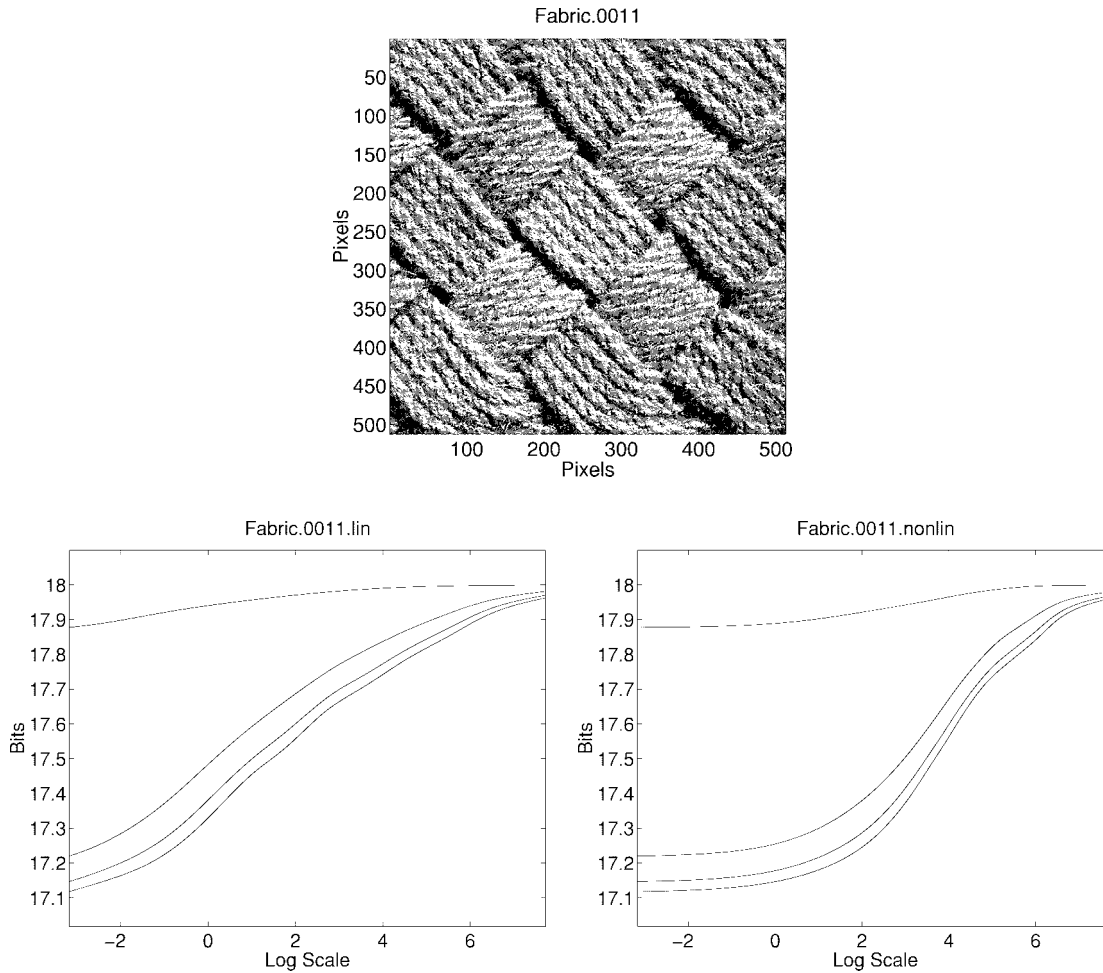 Fabric.0011
50
100
150
200
250
300
350
400
450
500
Pixels
100 200 300 400 500
Pixels
Fabric.0011.lin
18
17.9
17.8
17.7
17.6
17.5
17.4
17.3
17.2
17.1
Bits
−2 0 2 4 6
Log Scale
Fabric.0011.nonlin
18
17.9
17.8
17.7
17.6
17.5
17.4
17.3
17.2
17.1
Bits
−2 0 2 4 6
Log Scale